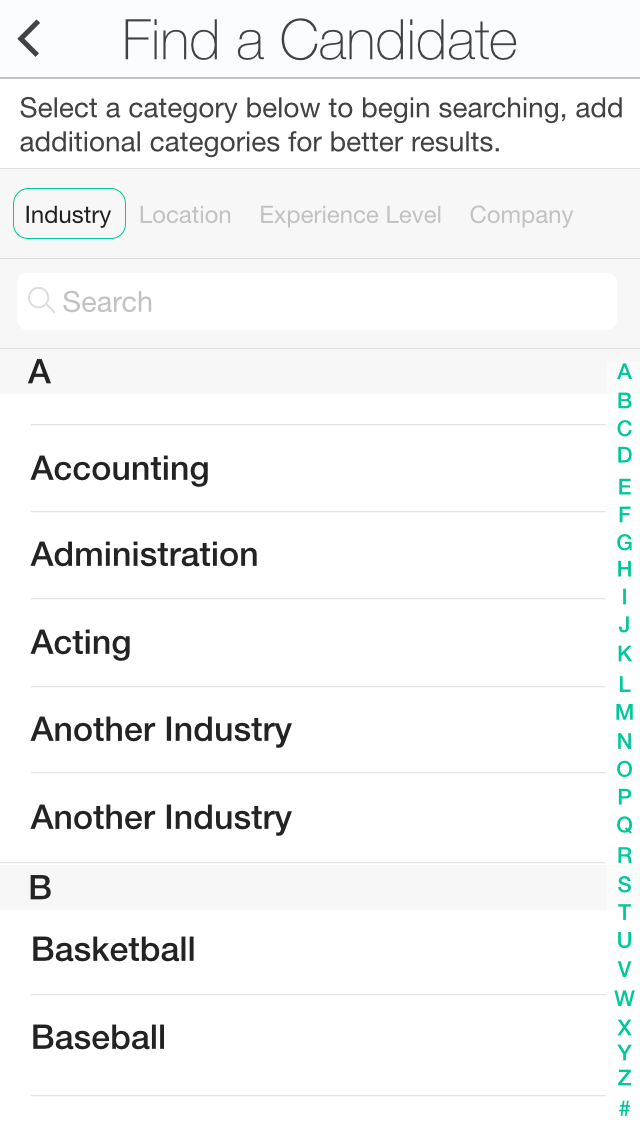 Find a Candidate
Select a category below to begin searching, add
additional categories for better results.
Industry Location Experience Level Company
Search
A
Accounting
Administration
Acting
Another Industry
Another Industry
B
Basketball
Baseball
A
B
C
D
E
F
G
H
I
J
K
L
M
N
O
P
Q
R
S
T
U
V
W
X
Y
Z
#